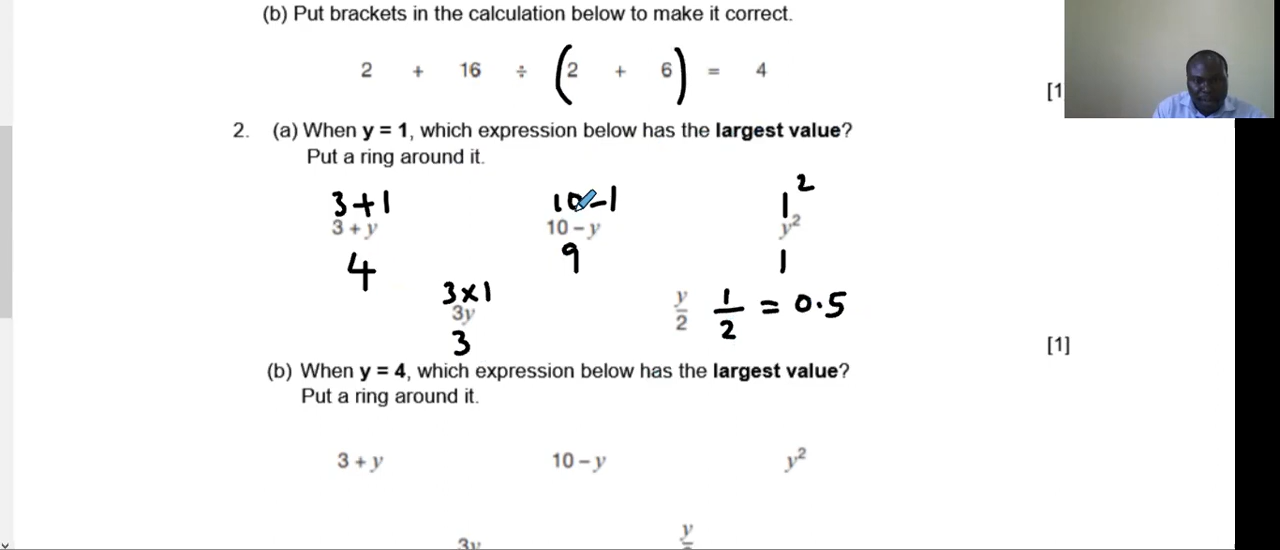 (b) Put brackets in the calculation below to make it correct.
2 + 16 ÷ (2 + 6) = 4
[1
2. (a) When y = 1, which expression below has the largest value?
Put a ring around it.
3+1 10-1 1²
3 + y 10 – y y²
4 9 1
3×1
3y y/2 1/2 = 0.5
3
[1]
(b) When y = 4, which expression below has the largest value?
Put a ring around it.
3 + y 10 – y y²
3y y